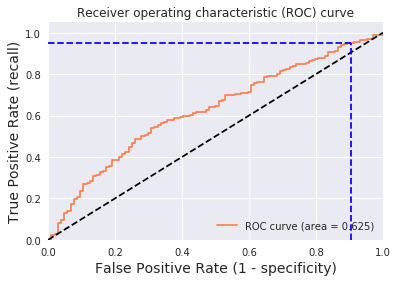 Receiver operating characteristic (ROC) curve
True Positive Rate (recall)
1.0
0.8
0.6
0.4
0.2
0.0
ROC curve (area = 0.625)
0.0 0.2 0.4 0.6 0.8 1.0
False Positive Rate (1 - specificity)